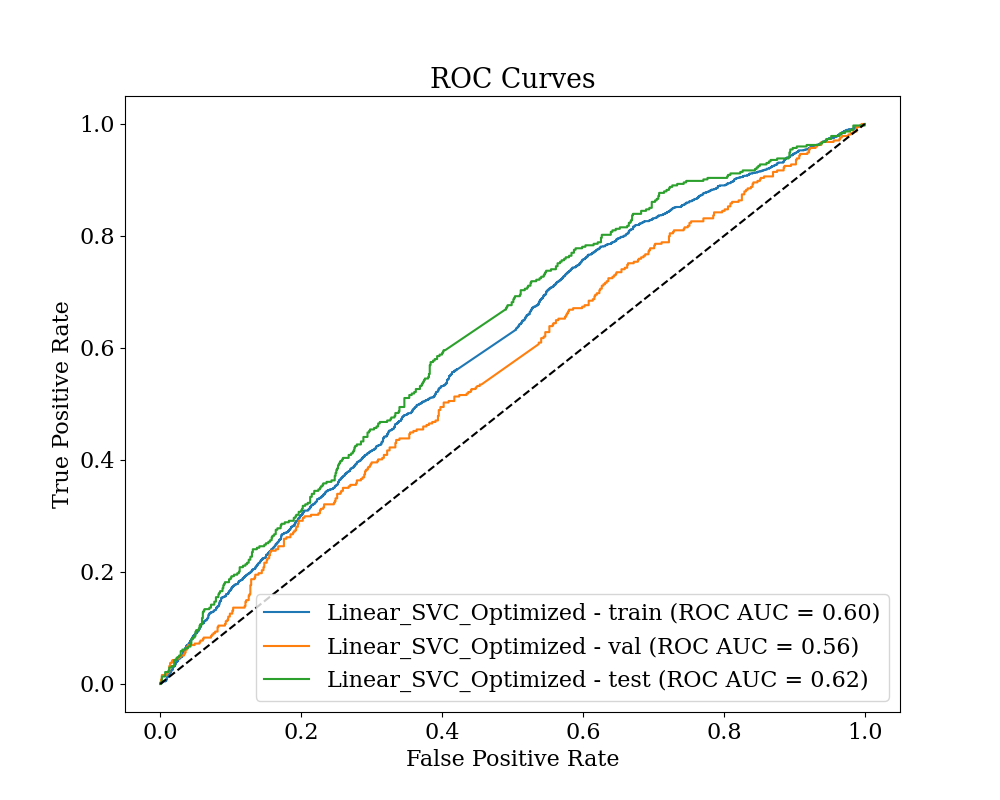 ROC Curves
1.0
0.8
0.6
0.4
0.2
0.0
True Positive Rate
Linear_SVC_Optimized - train (ROC AUC = 0.60)
Linear_SVC_Optimized - val (ROC AUC = 0.56)
Linear_SVC_Optimized - test (ROC AUC = 0.62)
0.0 0.2 0.4 0.6 0.8 1.0
False Positive Rate